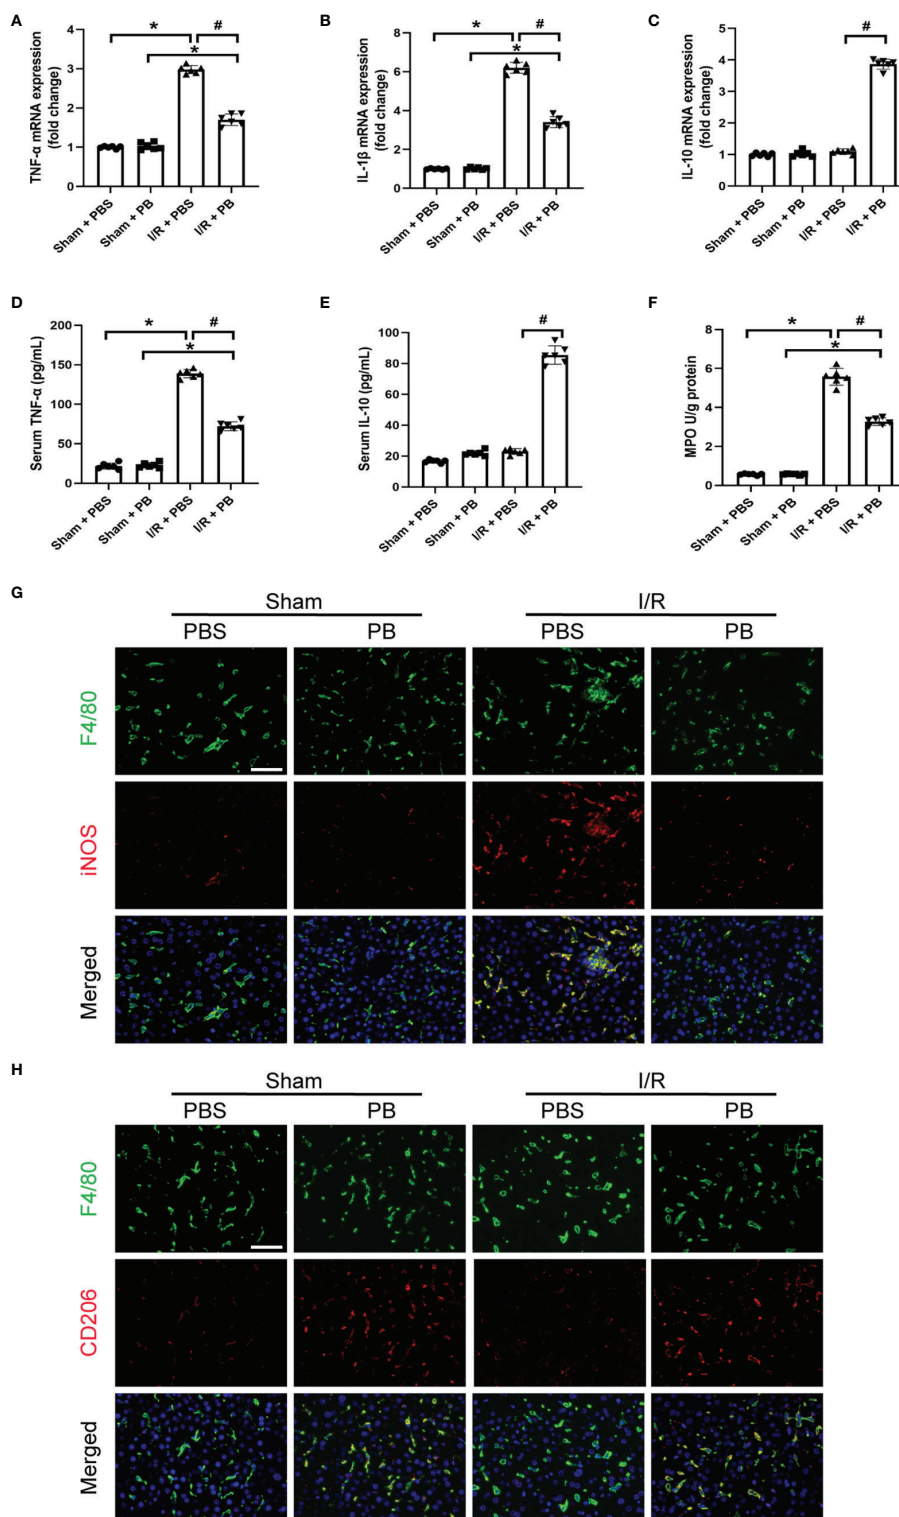 A
TNF-α mRNA expression
(fold change)
4
3
2
1
0
*
#
*
Sham + PBS
Sham + PB
I/R + PBS
I/R + PB
B
IL-1β mRNA expression
(fold change)
8
6
4
2
0
*
#
*
Sham + PBS
Sham + PB
I/R + PBS
I/R + PB
C
IL-10 mRNA expression
(fold change)
5
4
3
2
1
0
#
Sham + PBS
Sham + PB
I/R + PBS
I/R + PB
D
Serum TNF-α (pg/mL)
200
150
100
50
0
*
#
*
Sham + PBS
Sham + PB
I/R + PBS
I/R + PB
E
Serum IL-10 (pg/mL)
100
80
60
40
20
0
#
Sham + PBS
Sham + PB
I/R + PBS
I/R + PB
F
MPO U/g protein
8
6
4
2
0
*
#
*
Sham + PBS
Sham + PB
I/R + PBS
I/R + PB
G
Sham I/R
PBS PB PBS PB
F4/80
iNOS
Merged
H
Sham I/R
PBS PB PBS PB
F4/80
CD206
Merged